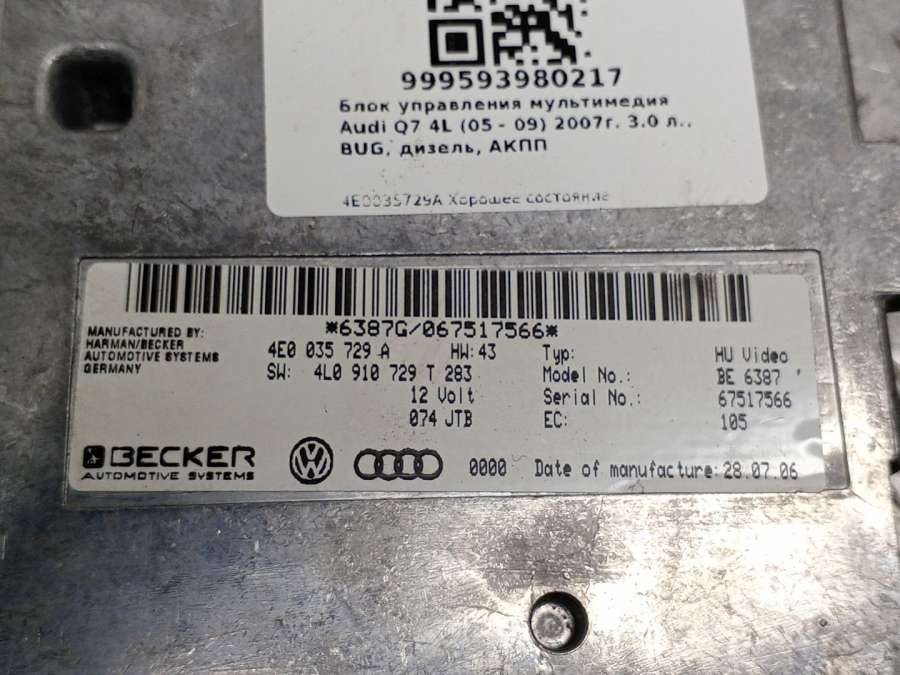 999593980217
Блок управления мультимедия
Audi Q7 4L (05 - 09) 2007г. 3.0 л..
BUG, дизель, АКПП
4E0035729A Хорошее состояние
*6387G/067517566*
MANUFACTURED BY:
HARMAN/BECKER
AUTOMOTIVE SYSTEMS
GERMANY
4E0 035 729 A HW: 43
SW: 4L0 910 729 T 283
12 Volt
074 JTB
Typ: HU Video
Model No.: BE 6387
Serial No.: 67517566
EC: 105
BECKER
AUTOMOTIVE SYSTEMS
0000 Date of manufacture: 28.07.06